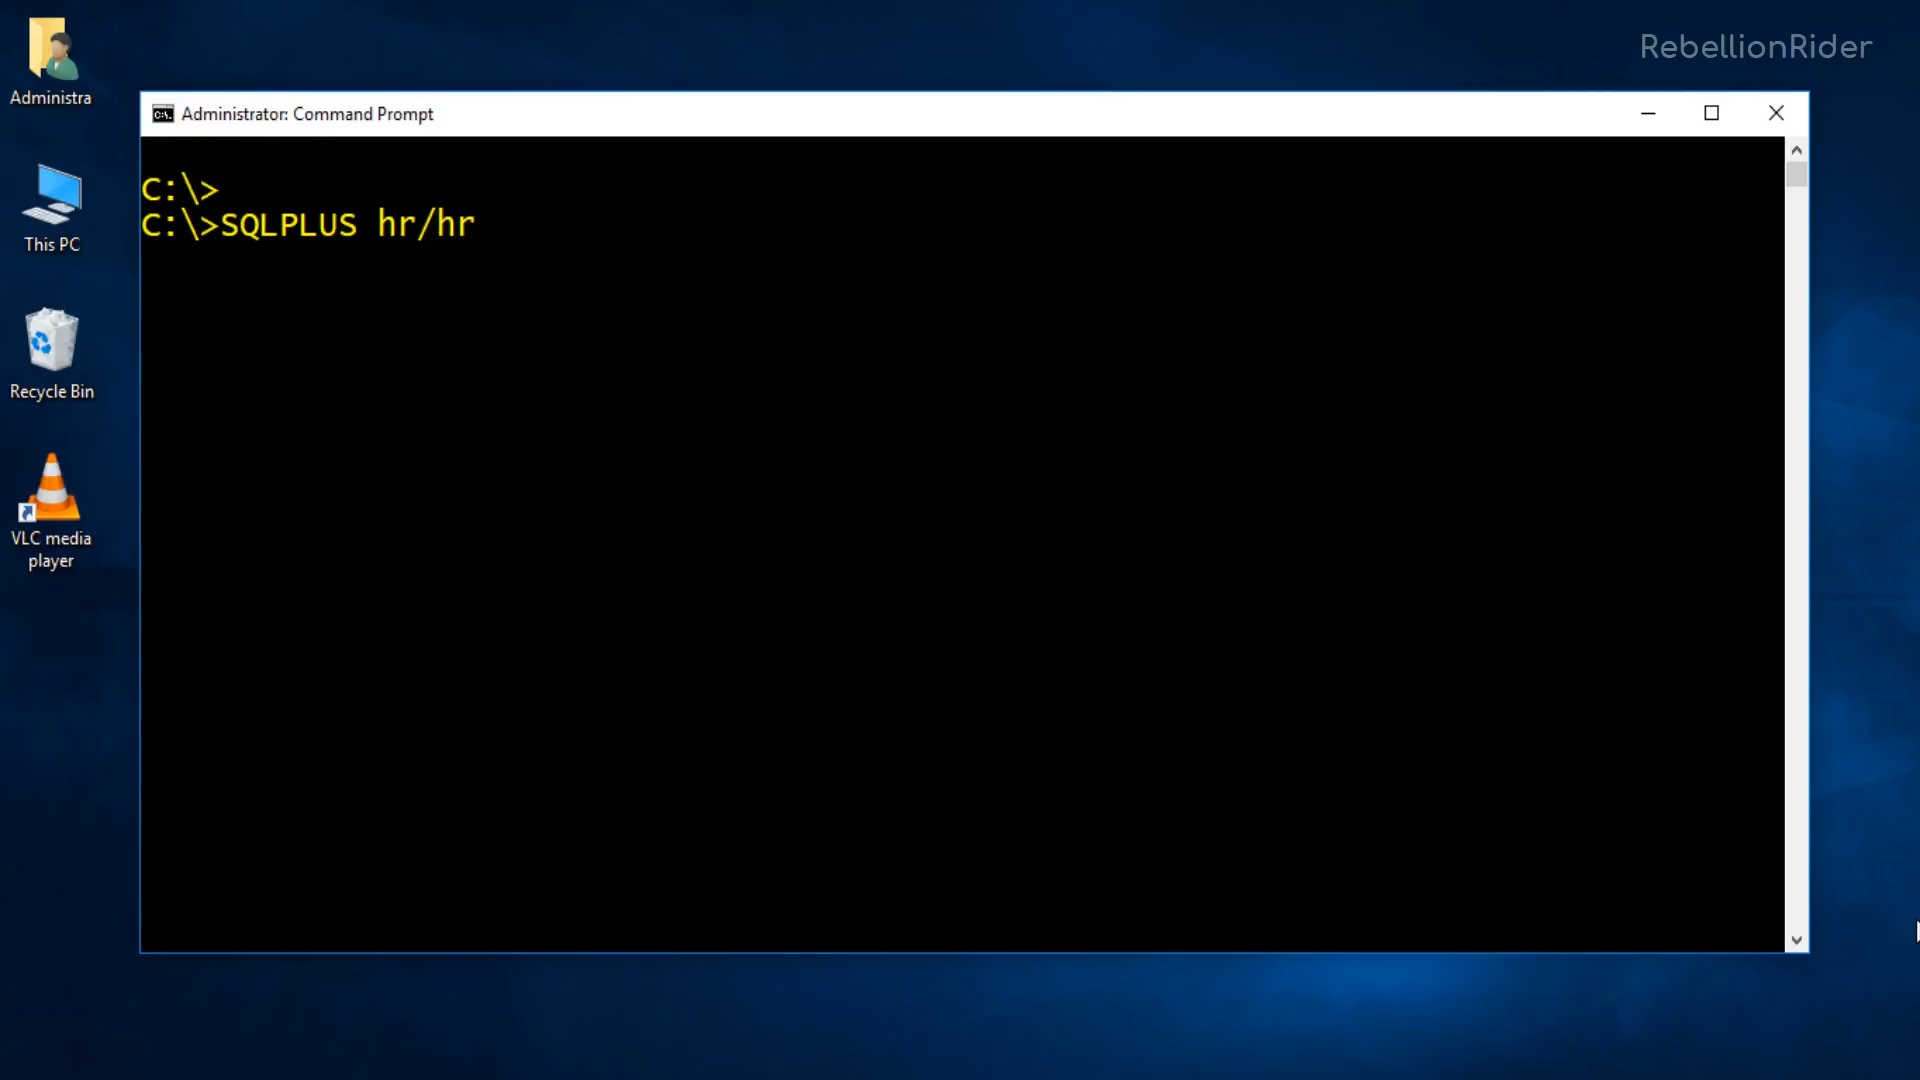 RebellionRider
Administra
Administrator: Command Prompt
C:\>
C:\>SQLPLUS hr/hr
This PC
Recycle Bin
VLC media
player